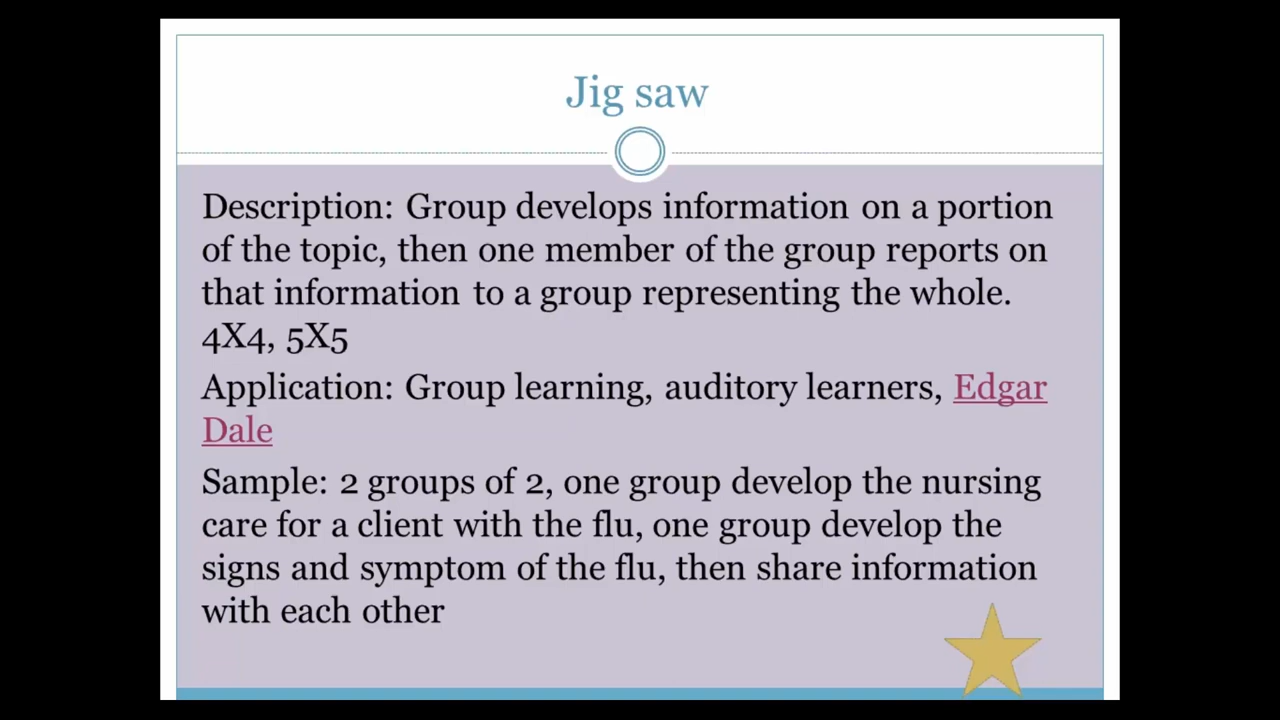 Jig saw
Description: Group develops information on a portion
of the topic, then one member of the group reports on
that information to a group representing the whole.
4X4, 5X5
Application: Group learning, auditory learners, Edgar
Dale
Sample: 2 groups of 2, one group develop the nursing
care for a client with the flu, one group develop the
signs and symptom of the flu, then share information
with each other